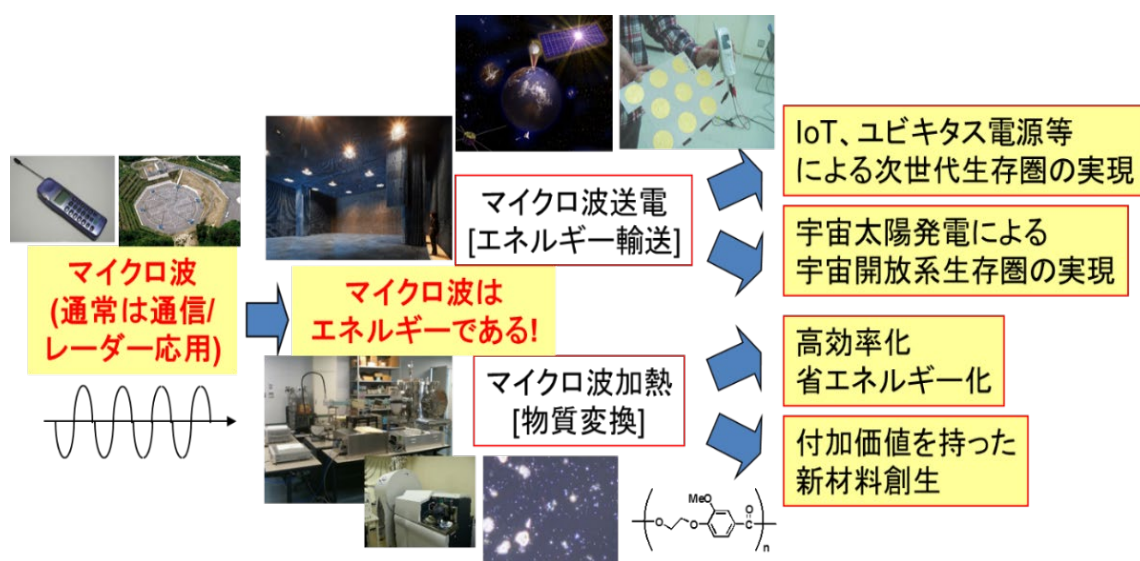 マイクロ波
(通常は通信/
レーダー応用)
マイクロ波は
エネルギーである!
マイクロ波送電
[エネルギー輸送]
マイクロ波加熱
[物質変換]
IoT、ユビキタス電源等
による次世代生存圏の実現
宇宙太陽発電による
宇宙開放系生存圏の実現
高効率化
省エネルギー化
付加価値を持った
新材料創生
MeO
O
O
O
C
n